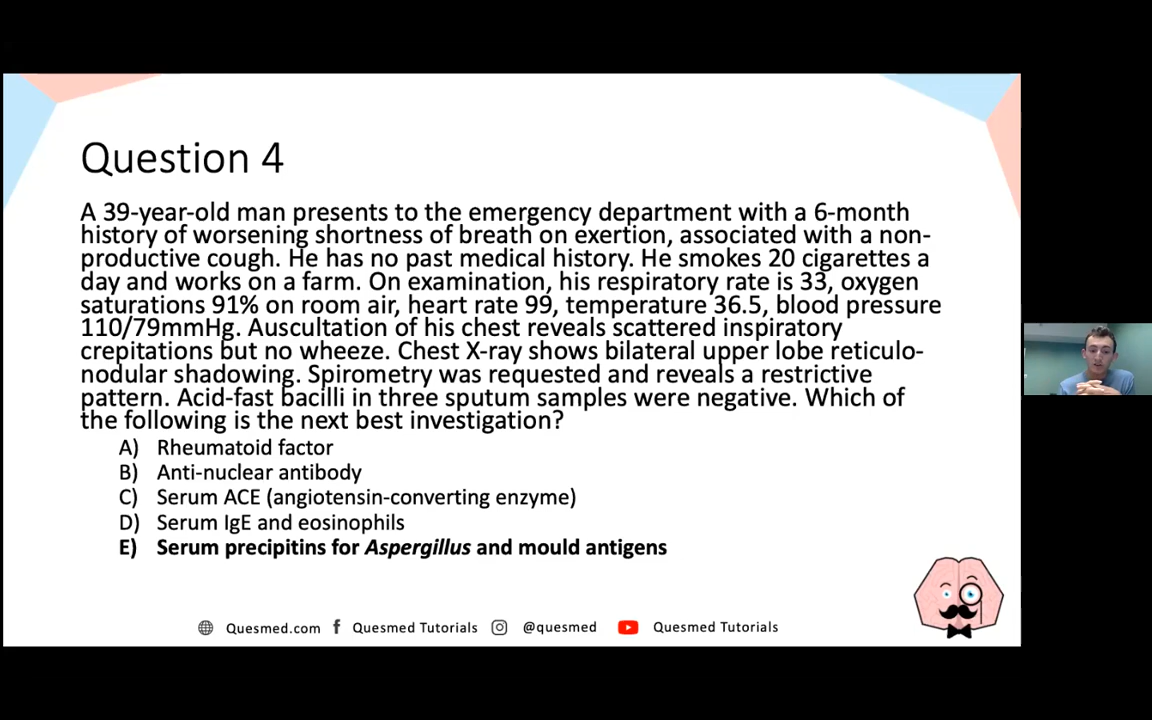 Question 4
A 39-year-old man presents to the emergency department with a 6-month
history of worsening shortness of breath on exertion, associated with a non-
productive cough. He has no past medical history. He smokes 20 cigarettes a
day and works on a farm. On examination, his respiratory rate is 33, oxygen
saturations 91% on room air, heart rate 99, temperature 36.5, blood pressure
110/79mmHg. Auscultation of his chest reveals scattered inspiratory
crepitations but no wheeze. Chest X-ray shows bilateral upper lobe reticulo-
nodular shadowing. Spirometry was requested and reveals a restrictive
pattern. Acid-fast bacilli in three sputum samples were negative. Which of
the following is the next best investigation?
A) Rheumatoid factor
B) Anti-nuclear antibody
C) Serum ACE (angiotensin-converting enzyme)
D) Serum IgE and eosinophils
E) Serum precipitins for Aspergillus and mould antigens
Quesmed.com f Quesmed Tutorials @quesmed Quesmed Tutorials